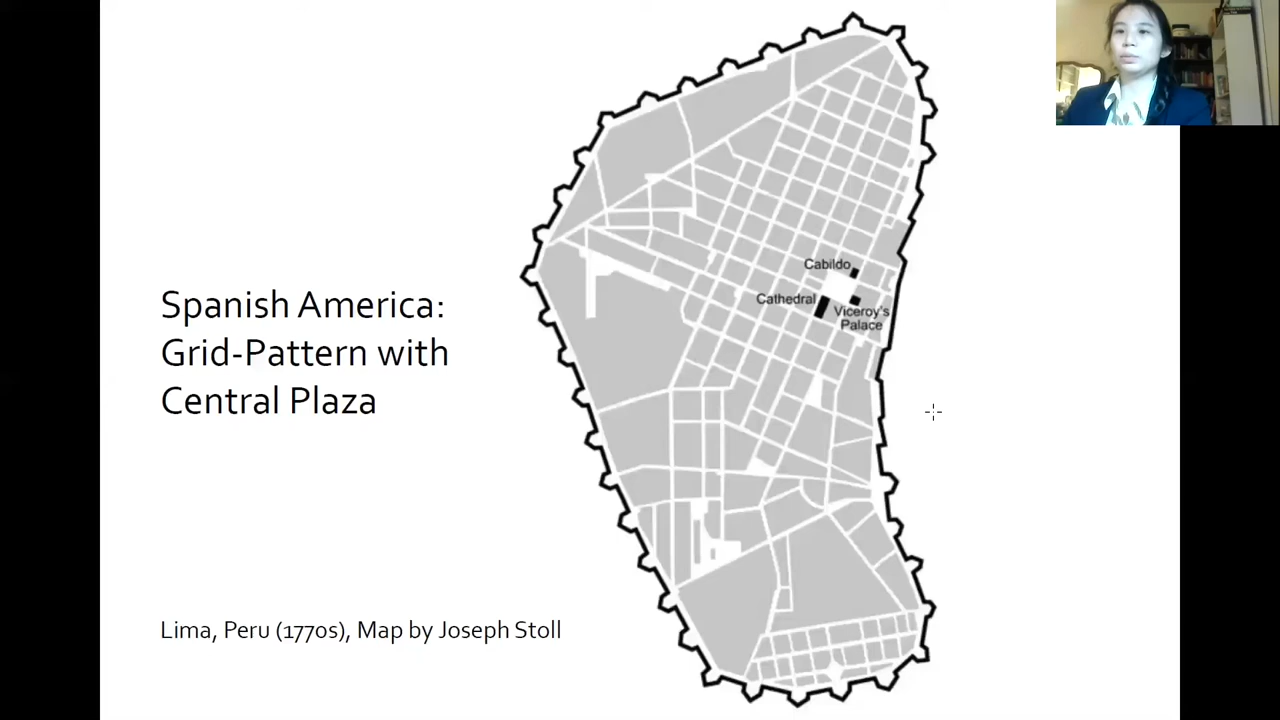 Spanish America:
Grid-Pattern with
Central Plaza
Cabildo
Cathedral
Viceroy's
Palace
Lima, Peru (1770s), Map by Joseph Stoll